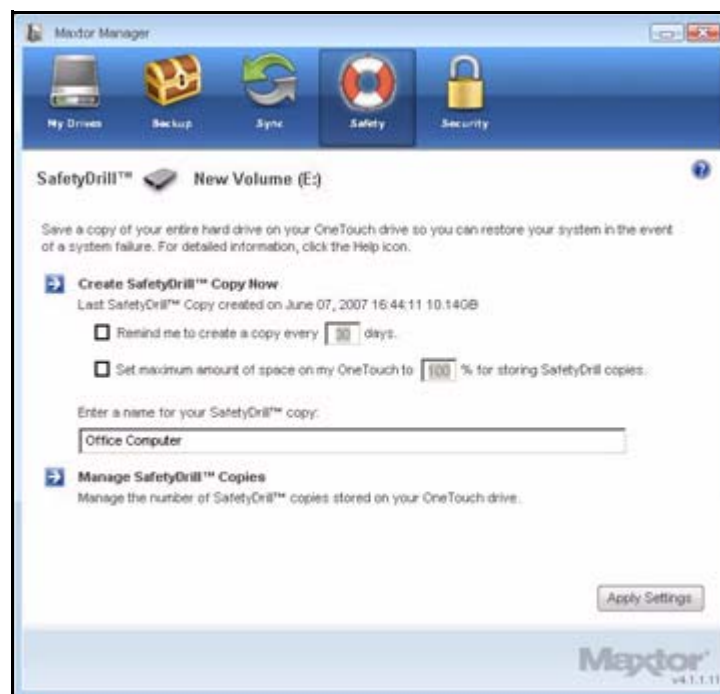 Maxtor Manager
My Drives Backup Sync Safety Security
SafetyDrill™ New Volume (E:)
Save a copy of your entire hard drive on your OneTouch drive so you can restore your system in the event
of a system failure. For detailed information, click the Help icon.
Create SafetyDrill™ Copy Now
Last SafetyDrill™ Copy created on June 07, 2007 16:44:11 10.14GB
Remind me to create a copy every 30 days.
Set maximum amount of space on my OneTouch to 100 % for storing SafetyDrill copies.
Enter a name for your SafetyDrill™ copy:
Office Computer
Manage SafetyDrill™ Copies
Manage the number of SafetyDrill™ copies stored on your OneTouch drive.
Apply Settings
Maxtor